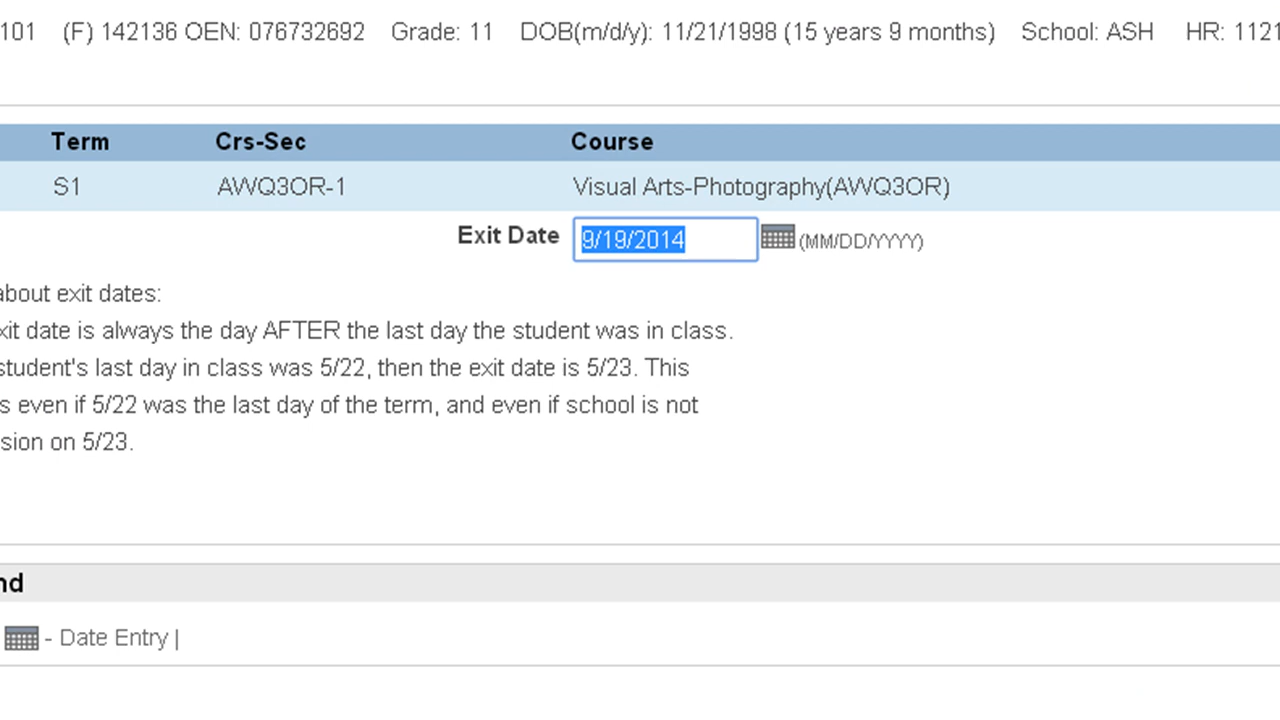 101 (F) 142136 OEN: 076732692 Grade: 11 DOB(m/d/y): 11/21/1998 (15 years 9 months) School: ASH HR: 1121
Term Crs-Sec Course
S1 AWQ3OR-1 Visual Arts-Photography(AWQ3OR)
Exit Date 9/19/2014 (MM/DD/YYYY)
about exit dates:
xit date is always the day AFTER the last day the student was in class.
student's last day in class was 5/22, then the exit date is 5/23. This
s even if 5/22 was the last day of the term, and even if school is not
sion on 5/23.
nd
- Date Entry |